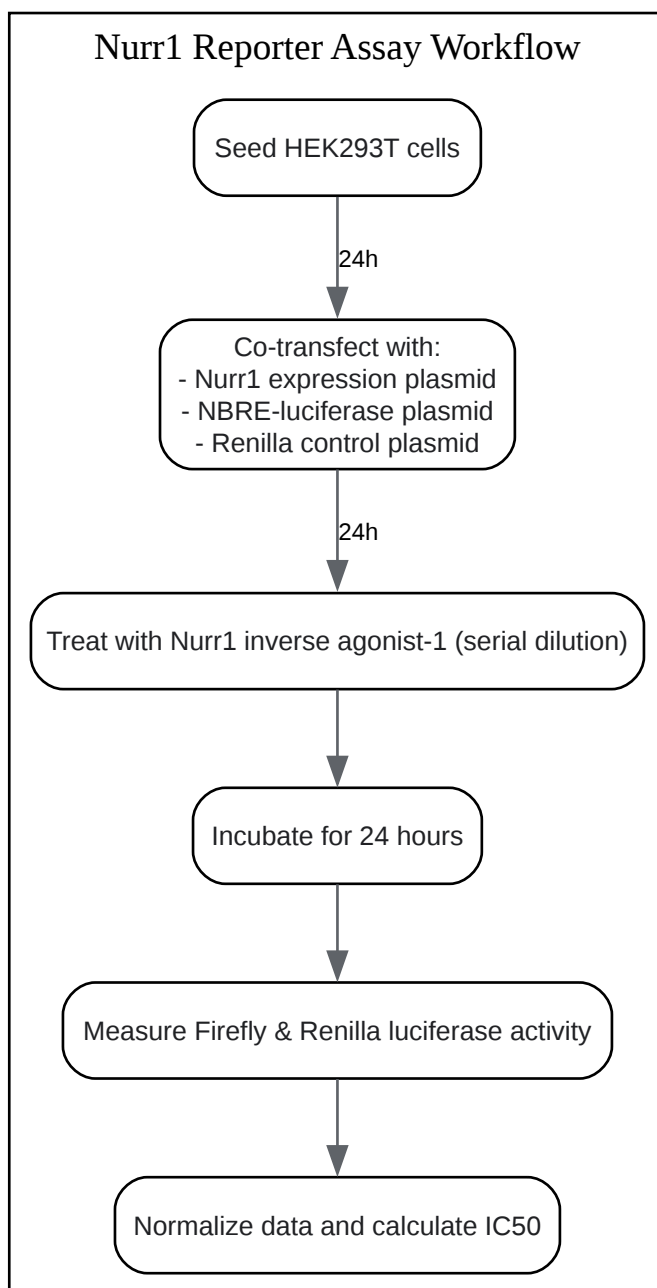 Nurr1 Reporter Assay Workflow
Seed HEK293T cells
24h
Co-transfect with:
- Nurr1 expression plasmid
- NBRE-luciferase plasmid
- Renilla control plasmid
24h
Treat with Nurr1 inverse agonist-1 (serial dilution)
Incubate for 24 hours
Measure Firefly & Renilla luciferase activity
Normalize data and calculate IC50